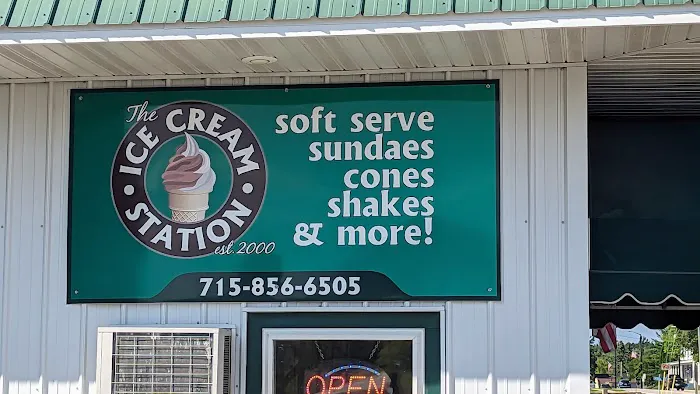 The
ICE CREAM
STATION
est. 2000
soft serve
sundaes
cones
shakes
& more!
715-856-6505
OPEN